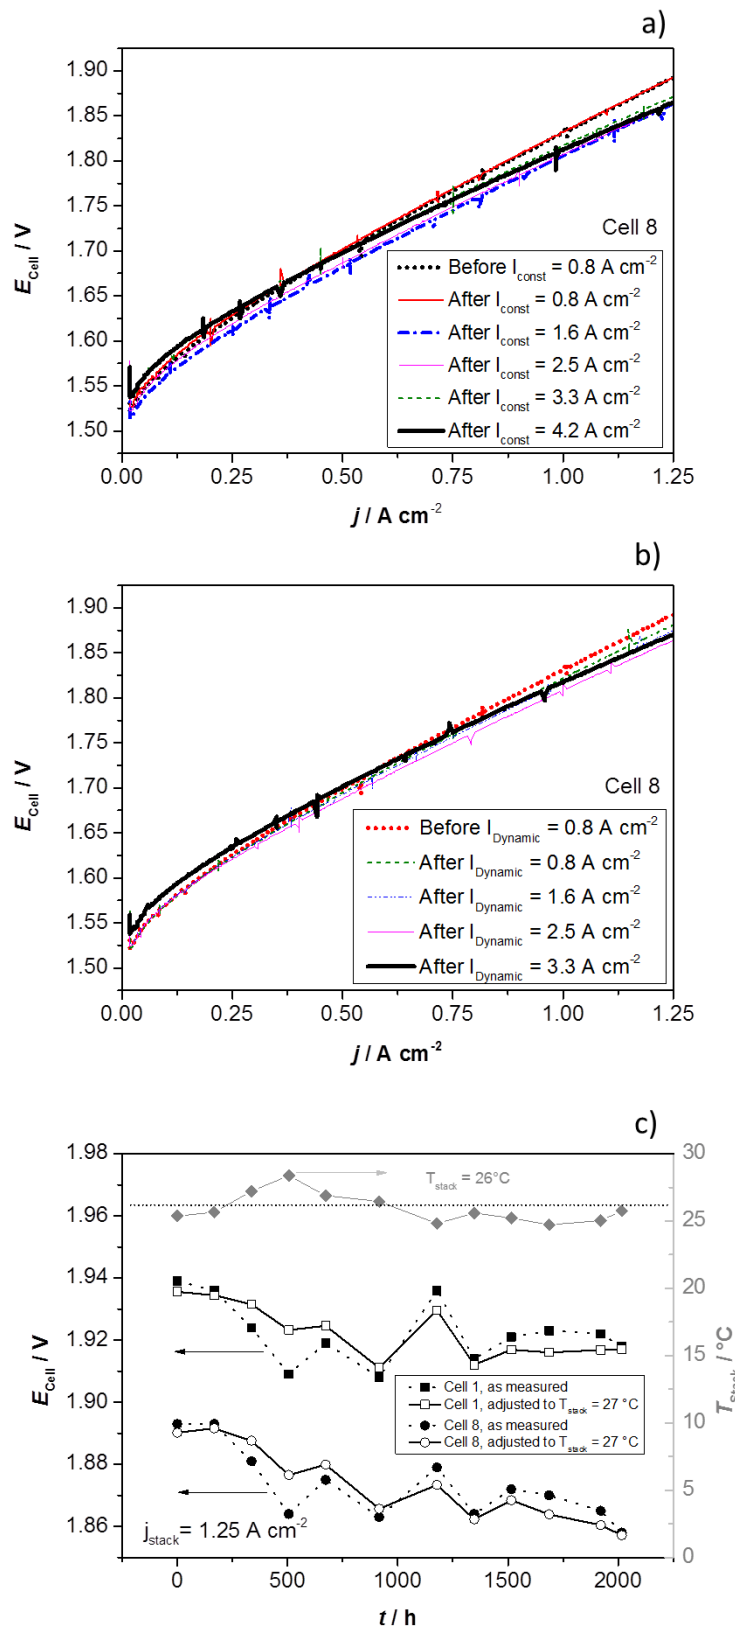 a)
1.90
1.85
1.80
1.75
1.70
1.65
1.60
1.55
1.50
E_Cell / V
Cell 8
Before I_const = 0.8 A cm⁻²
After I_const = 0.8 A cm⁻²
After I_const = 1.6 A cm⁻²
After I_const = 2.5 A cm⁻²
After I_const = 3.3 A cm⁻²
After I_const = 4.2 A cm⁻²
0.00 0.25 0.50 0.75 1.00 1.25
j / A cm⁻²
b)
1.90
1.85
1.80
1.75
1.70
1.65
1.60
1.55
1.50
E_Cell / V
Cell 8
Before I_Dynamic = 0.8 A cm⁻²
After I_Dynamic = 0.8 A cm⁻²
After I_Dynamic = 1.6 A cm⁻²
After I_Dynamic = 2.5 A cm⁻²
After I_Dynamic = 3.3 A cm⁻²
0.00 0.25 0.50 0.75 1.00 1.25
j / A cm⁻²
c)
1.98
1.96
1.94
1.92
1.90
1.88
1.86
E_Cell / V
T_stack = 26°C
30
25
20
15
10
5
0
T_Stack / °C
Cell 1, as measured
Cell 1, adjusted to T_stack = 27 °C
Cell 8, as measured
Cell 8, adjusted to T_stack = 27 °C
j_stack = 1.25 A cm⁻²
0 500 1000 1500 2000
t / h